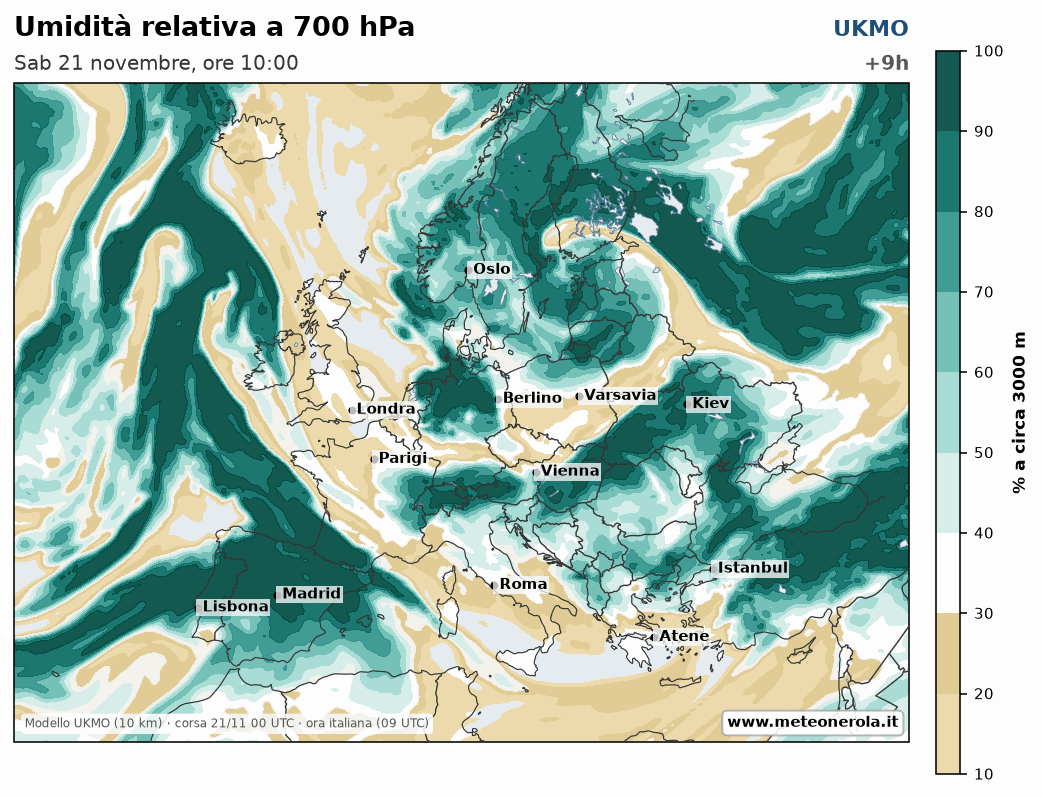 Umidità relativa a 700 hPa
UKMO
Sab 21 novembre, ore 10:00
+9h
100
90
80
70
60
50
40
30
20
10
% a circa 3000 m
Oslo
Berlino
Varsavia
Kiev
Londra
Parigi
Vienna
Istanbul
Roma
Madrid
Lisbona
Atene
Modello UKMO (10 km) · corsa 21/11 00 UTC · ora italiana (09 UTC)
www.meteonerola.it